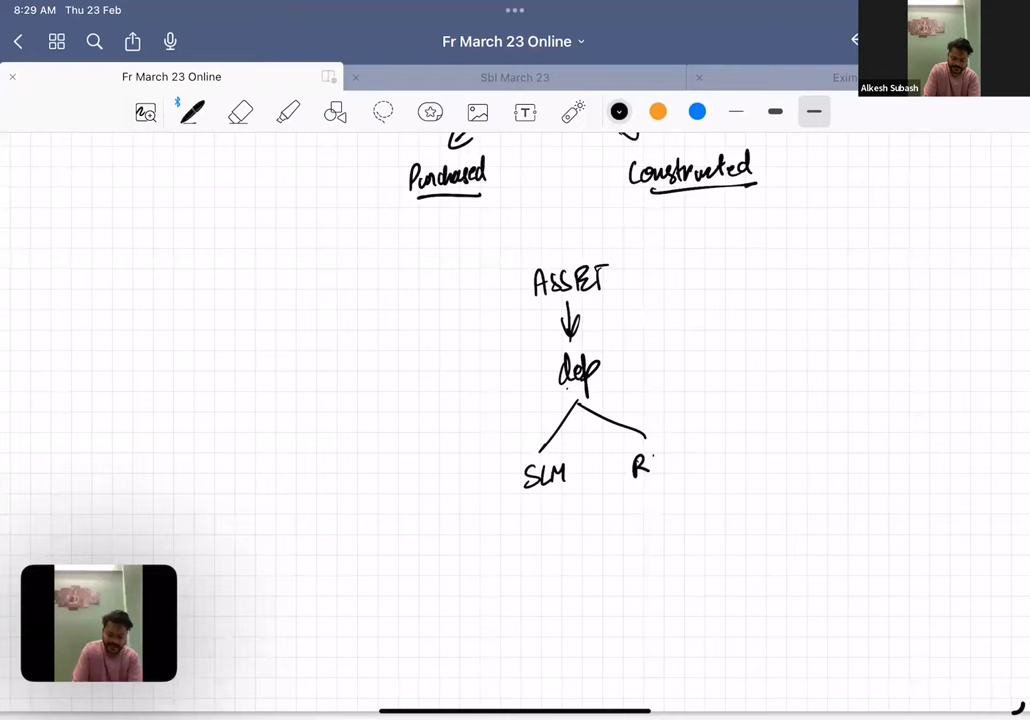 8:29 AM Thu 23 Feb
Fr March 23 Online
Fr March 23 Online
Sbl March 23
Exim
Alkesh Subash
Purchased
Constructed
ASSET
dep
SLM R